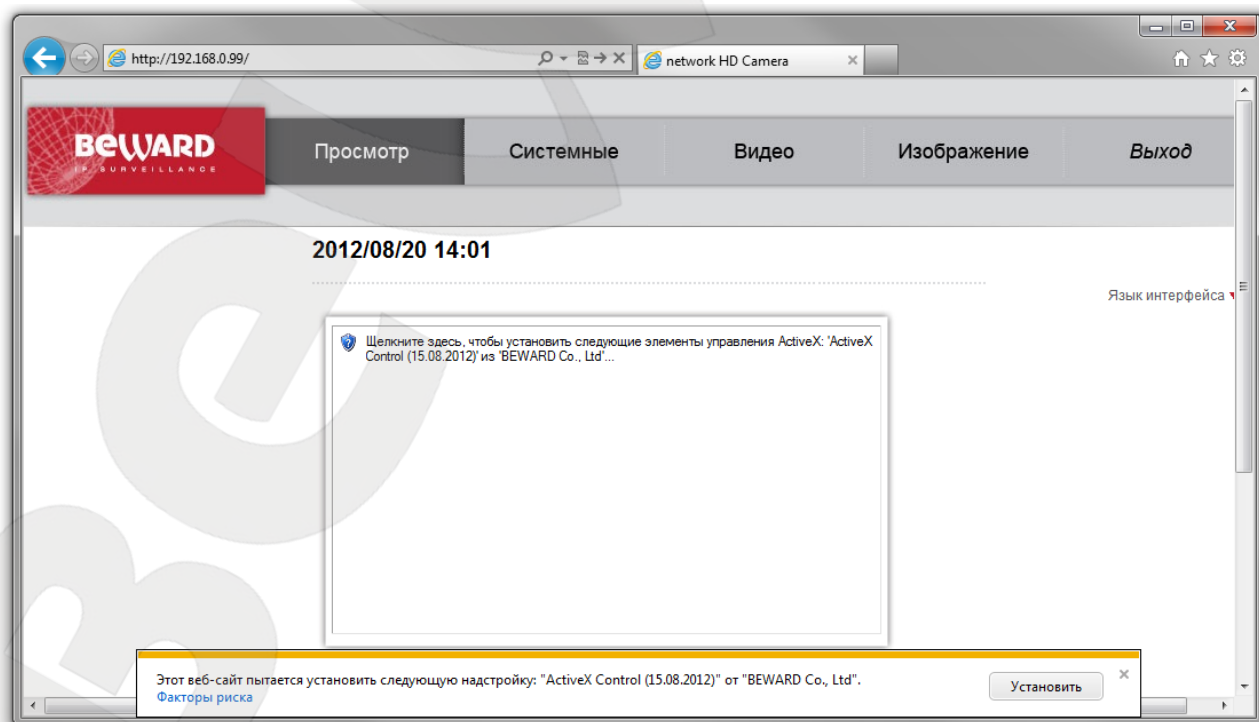 http://192.168.0.99/
network HD Camera
BEWARD
IP SURVEILLANCE
Просмотр
Системные
Видео
Изображение
Выход
2012/08/20 14:01
Язык интерфейса
Щелкните здесь, чтобы установить следующие элементы управления ActiveX: 'ActiveX
Control (15.08.2012)' из 'BEWARD Co., Ltd'...
Этот веб-сайт пытается установить следующую надстройку: "ActiveX Control (15.08.2012)" от "BEWARD Co., Ltd".
Факторы риска
Установить